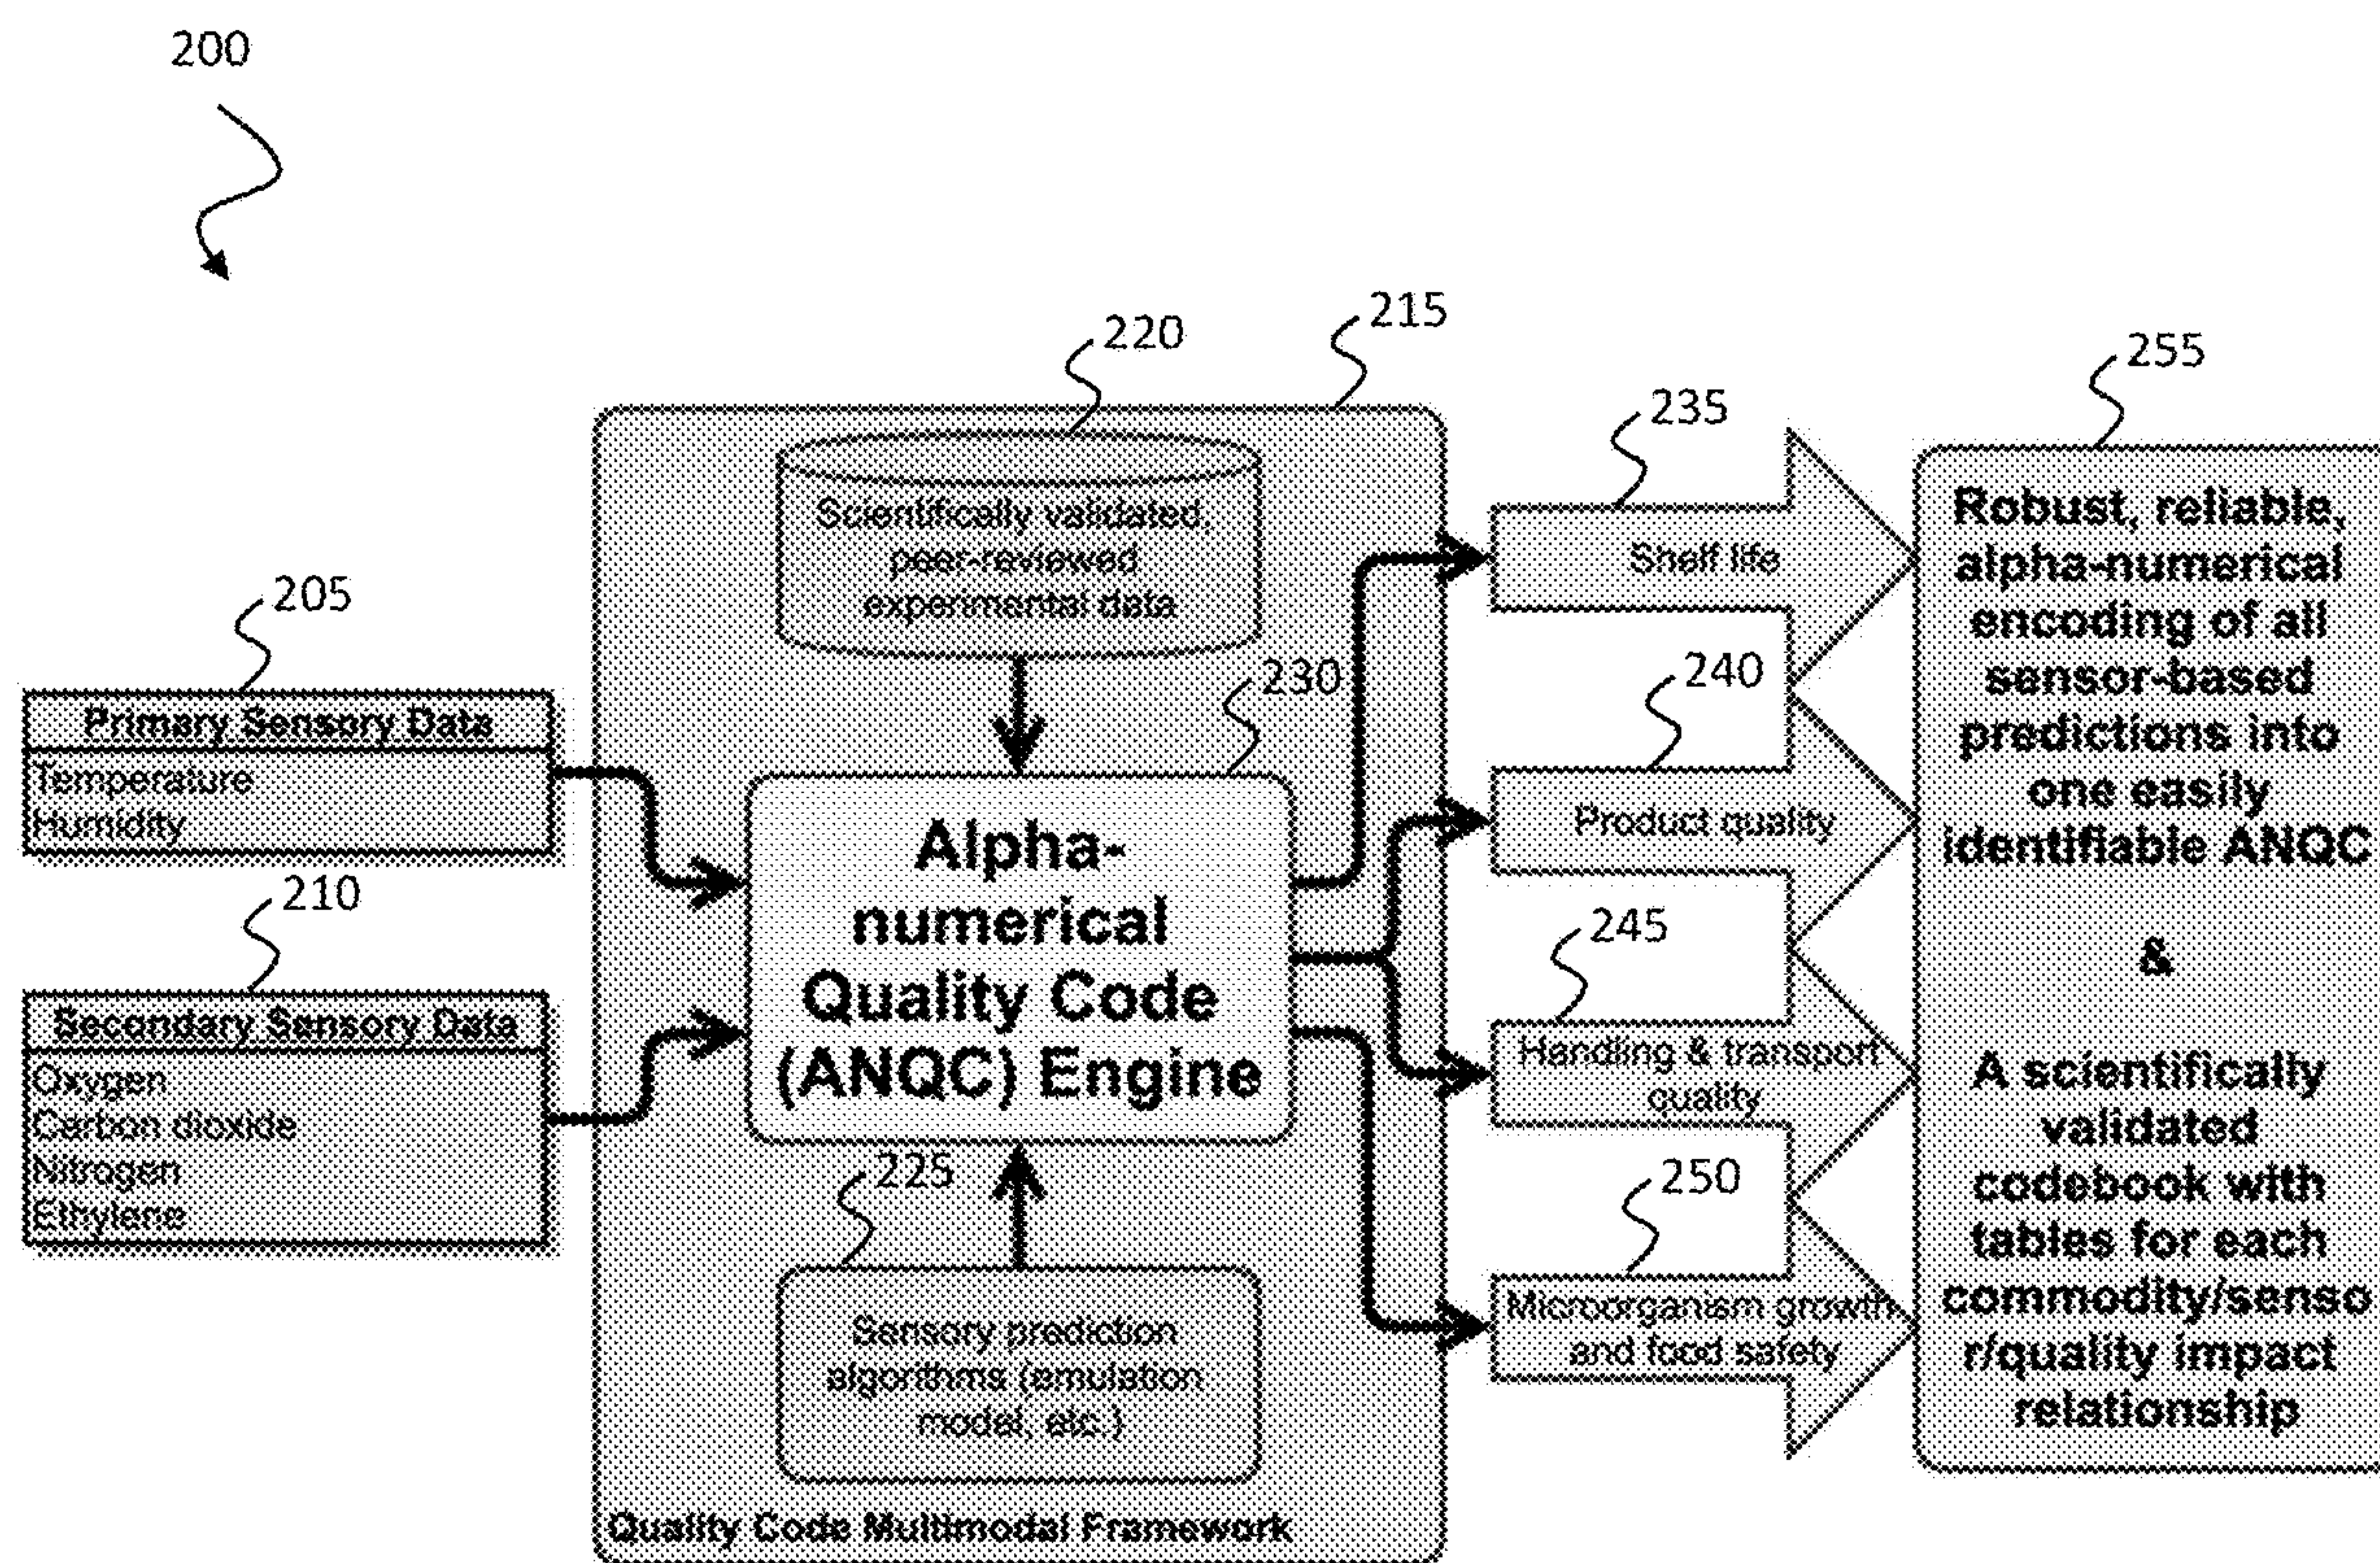 200
220
215
255
235
Scientifically validated,
peer-reviewed
experimental data
Shelf life
205
Primary Sensory Data
Temperature
Humidity
230
240
Product quality
210
Secondary Sensory Data
Oxygen
Carbon dioxide
Nitrogen
Ethylene
Alpha-
numerical
Quality Code
(ANQC) Engine
245
Handling & transport
quality
225
250
Sensory prediction
algorithms (emulation
model, etc.)
Microorganism growth
and food safety
Quality Code Multimodal Framework
Robust, reliable,
alpha-numerical
encoding of all
sensor-based
predictions into
one easily
identifiable ANQC
&
A scientifically
validated
codebook with
tables for each
commodity/senso
r/quality impact
relationship